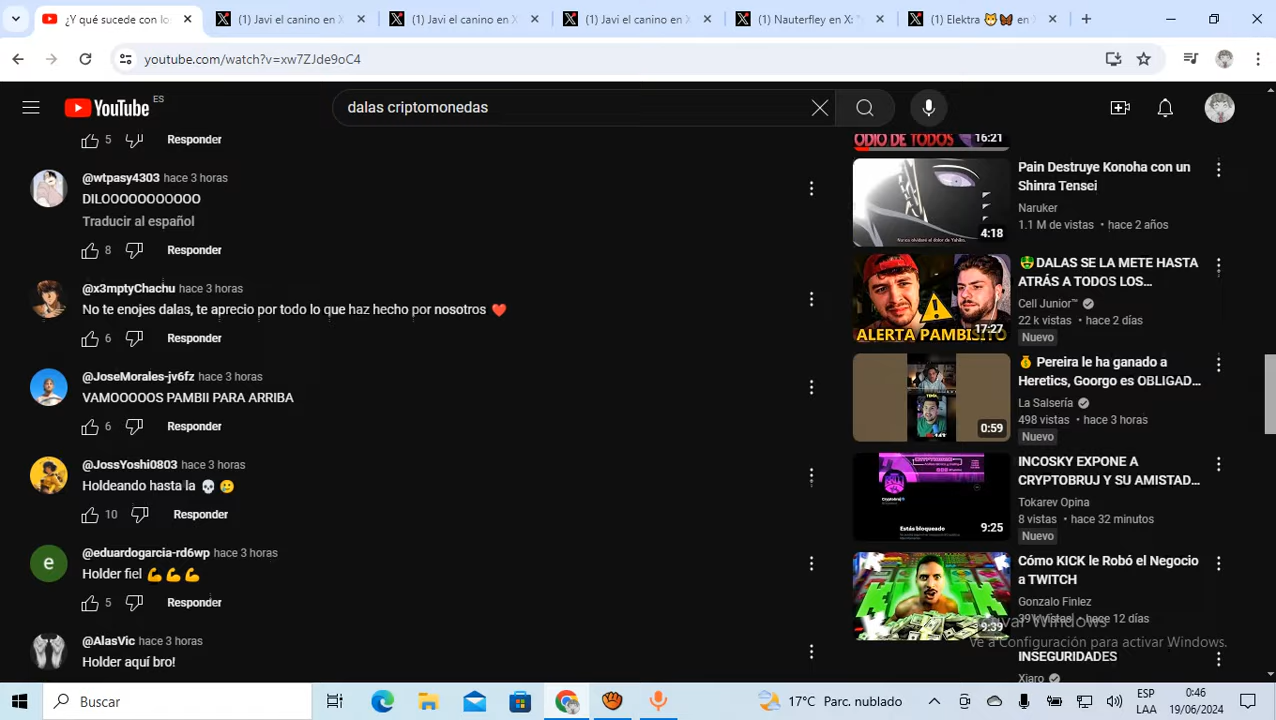 ¿Y qué sucede con lo
(1) Javi el canino en X
(1) Javi el canino en X
(1) Javi el canino en X
(1) Nauterfley en X: "
(1) Elektra 🐯🦋 en
youtube.com/watch?v=xw7ZJde9oC4
YouTube ES
dalas criptomonedas
5 Responder
@wtpasy4303 hace 3 horas
DILOOOOOOOOOOO
Traducir al español
8 Responder
@x3mptyChachu hace 3 horas
No te enojes dalas, te aprecio por todo lo que haz hecho por nosotros ❤️
6 Responder
@JoseMorales-jv6fz hace 3 horas
VAMOOOOOS PAMBII PARA ARRIBA
6 Responder
@JossYoshi0803 hace 3 horas
Holdeando hasta la 💀🥲
10 Responder
@eduardogarcia-rd6wp hace 3 horas
Holder fiel 💪💪💪
5 Responder
@AlasVic hace 3 horas
Holder aquí bro!
ODIO DE TODOS
16:21
Pain Destruye Konoha con un
Shinra Tensei
Naruker
1.1 M de vistas • hace 2 años
4:18
🤑DALAS SE LA METE HASTA
ATRÁS A TODOS LOS...
Cell Junior™
22 k vistas • hace 2 días
Nuevo
17:27
ALERTA PAMBISITO
💰 Pereira le ha ganado a
Heretics, Goorgo es OBLIGAD...
La Salsería
498 vistas • hace 3 horas
Nuevo
0:59
INCOSKY EXPONE A
CRYPTOBRUJ Y SU AMISTAD...
Tokarev Opina
8 vistas • hace 32 minutos
Nuevo
Estás bloqueado
9:25
Cómo KICK le Robó el Negocio
a TWITCH
Gonzalo Finlez
39K vistas • hace 12 días
KICK
9:39
INSEGURIDADES
Xiaro
Activar Windows
Ve a Configuración para activar Windows.
Buscar
17°C Parc. nublado
ESP
LAA
0:46
19/06/2024